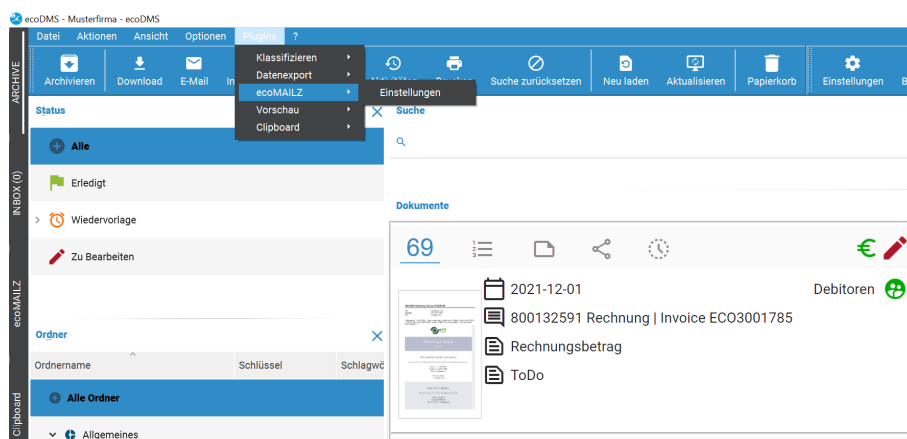 ecoDMS - Musterfirma - ecoDMS
Datei Aktionen Ansicht Optionen Plugins ?
Archivieren Download E-Mail Suche zurücksetzen Neu laden Aktualisieren Papierkorb Einstellungen
Klassifizieren
Datenexport
ecoMAILZ
Einstellungen
Vorschau
Clipboard
ARCHIVE
INBOX (0)
ecoMAILZ
Clipboard
Status
Alle
Erledigt
Wiedervorlage
Zu Bearbeiten
Ordner
Ordnername Schlüssel Schlagwö
Alle Ordner
Allgemeines
Suche
Dokumente
69
2021-12-01 Debitoren
800132591 Rechnung | Invoice ECO3001785
Rechnungsbetrag
ToDo